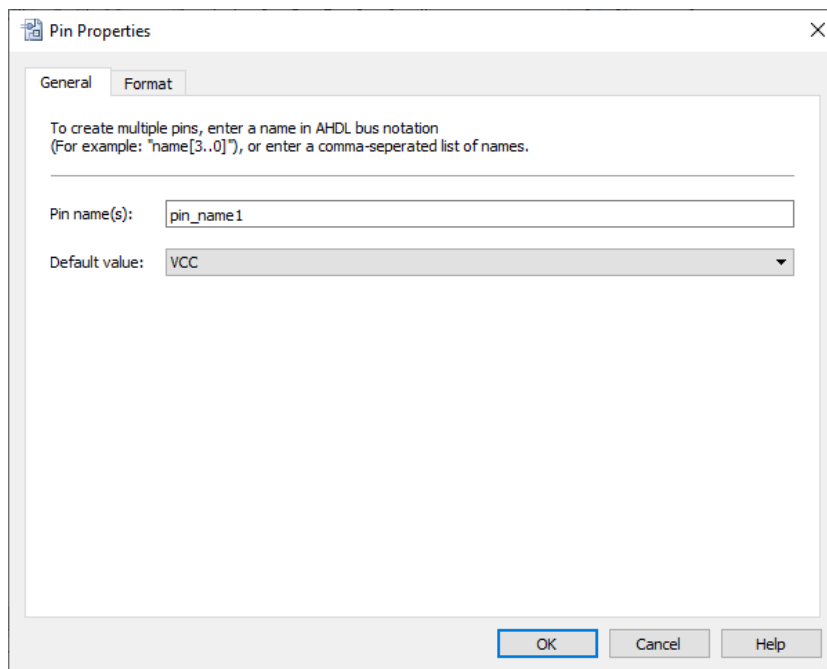 Pin Properties
General
Format
To create multiple pins, enter a name in AHDL bus notation
(For example: "name[3..0]"), or enter a comma-seperated list of names.
Pin name(s):
pin_name1
Default value:
VCC
OK
Cancel
Help